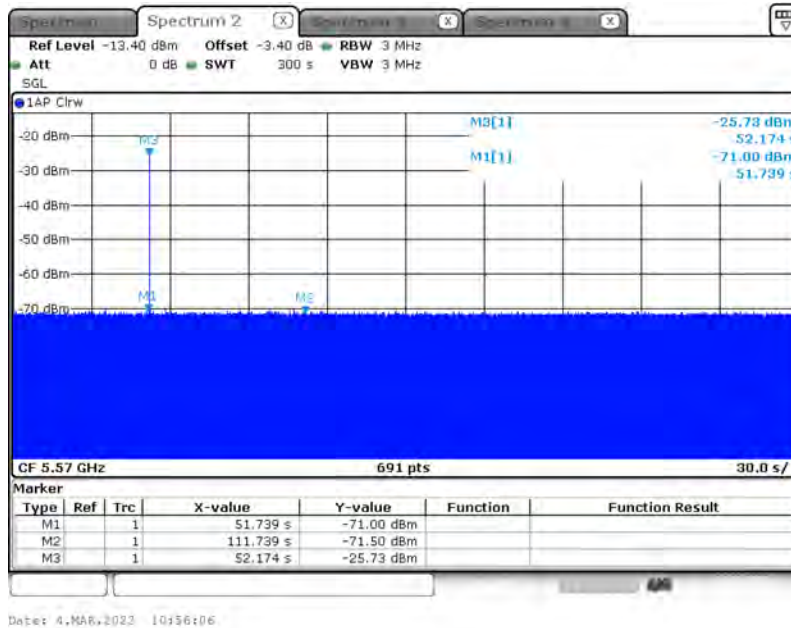 Spectrum Spectrum 2 X Spectrum 3 X Spectrum 4 X
Ref Level -13.40 dBm Offset -3.40 dB RBW 3 MHz
Att 0 dB SWT 300 s VBW 3 MHz
SGL
1AP Clrw
M3[1] -25.73 dBm
52.174 s
M1[1] -71.00 dBm
51.739 s
-20 dBm
M3
-30 dBm
-40 dBm
-50 dBm
-60 dBm
M1 M2
-70 dBm
CF 5.57 GHz 691 pts 30.0 s/
Marker
Type Ref Trc X-value Y-value Function Function Result
M1 1 51.739 s -71.00 dBm
M2 1 111.739 s -71.50 dBm
M3 1 52.174 s -25.73 dBm
Date: 4.MAR.2023 10:56:06